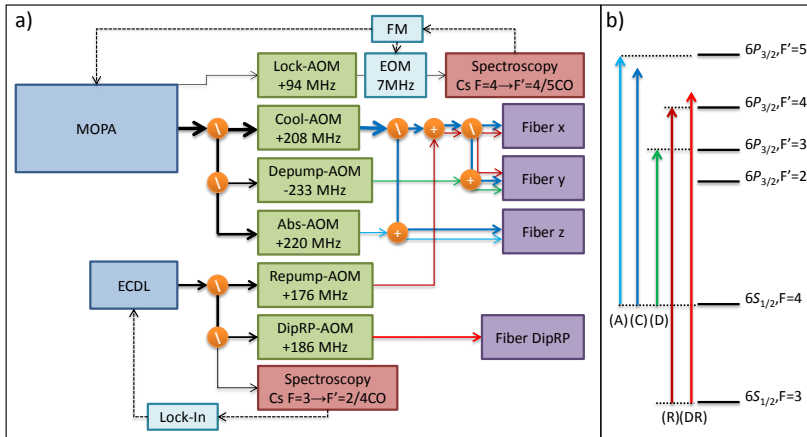 a)
FM
Lock-AOM
+94 MHz
EOM
7MHz
Spectroscopy
Cs F=4→F'=4/5CO
MOPA
\
Cool-AOM
+208 MHz
\
+
\
Fiber x
\
Depump-AOM
-233 MHz
+
Fiber y
Abs-AOM
+220 MHz
+
Fiber z
ECDL
\
Repump-AOM
+176 MHz
\
DipRP-AOM
+186 MHz
Fiber DipRP
Spectroscopy
Cs F=3→F'=2/4CO
Lock-In
b)
6P3/2,F'=5
6P3/2,F'=4
6P3/2,F'=3
6P3/2,F'=2
6S1/2,F=4
(A) (C) (D)
6S1/2,F=3
(R)(DR)